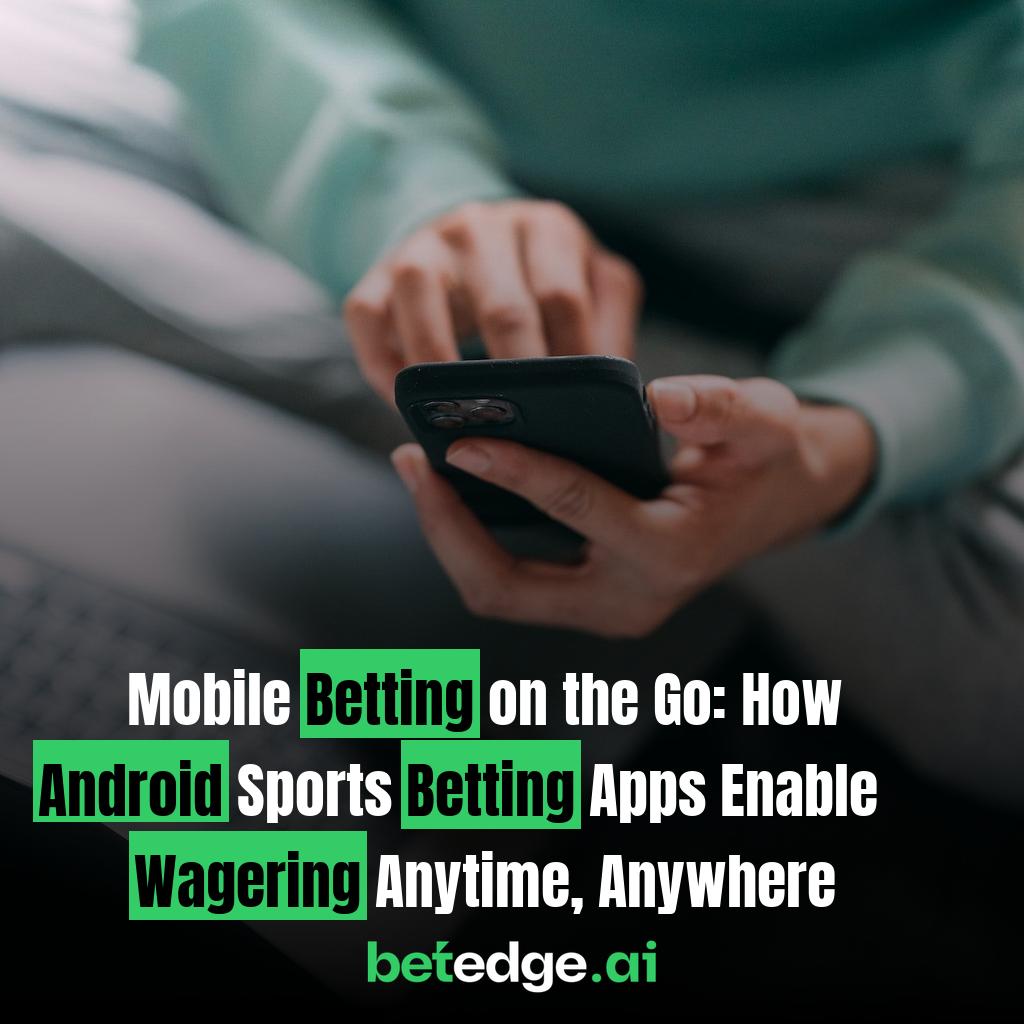 Mobile Betting on the Go: How
Android Sports Betting Apps Enable
Wagering Anytime, Anywhere
betedge.ai